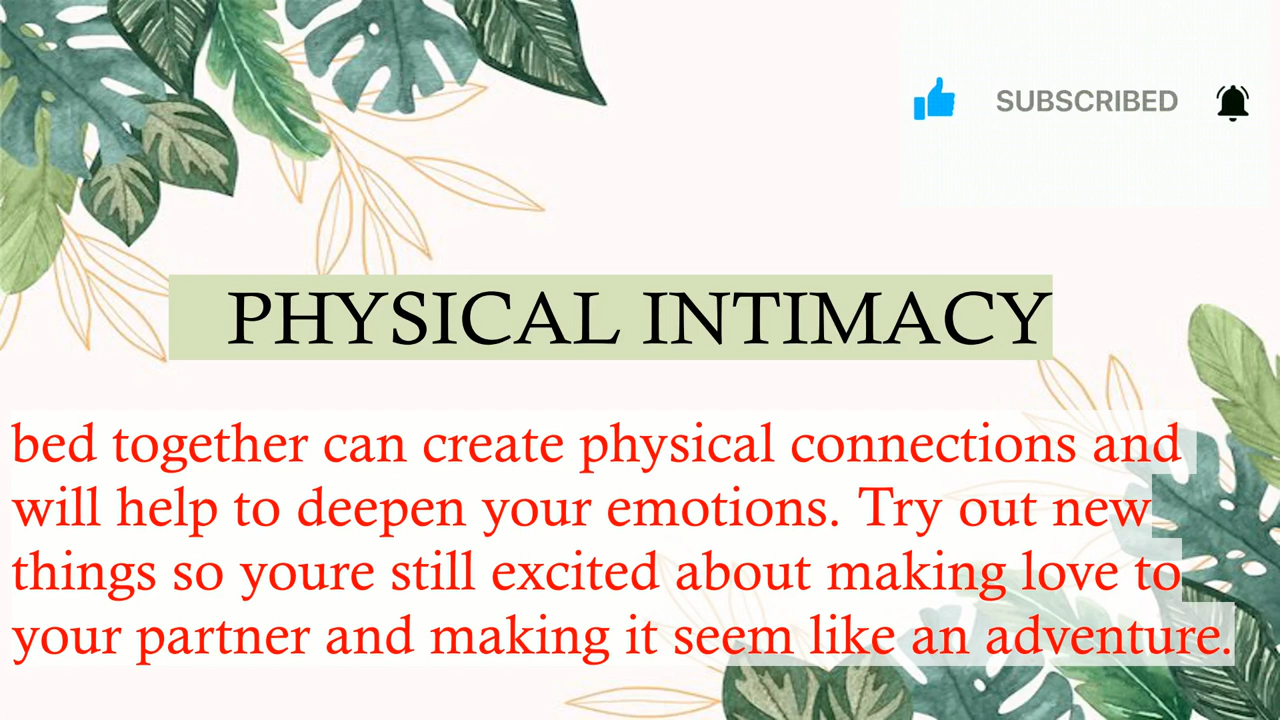 SUBSCRIBED
PHYSICAL INTIMACY
bed together can create physical connections and
will help to deepen your emotions. Try out new
things so youre still excited about making love to
your partner and making it seem like an adventure.